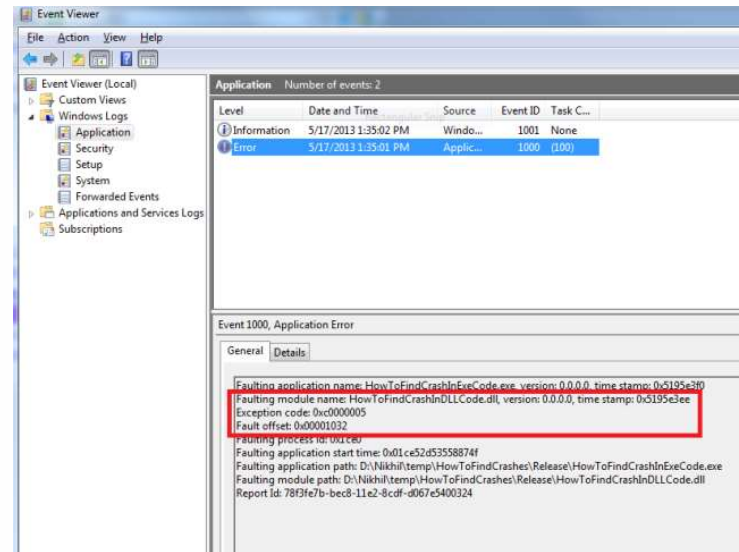 Event Viewer
File Action View Help
Event Viewer (Local)
Custom Views
Windows Logs
Application
Security
Setup
System
Forwarded Events
Applications and Services Logs
Subscriptions
Application Number of events: 2
Level Date and Time Source Event ID Task C...
Information 5/17/2013 1:35:02 PM Windo... 1001 None
Error 5/17/2013 1:35:01 PM Applic... 1000 (100)
Event 1000, Application Error
General Details
Faulting application name: HowToFindCrashInExeCode.exe, version: 0.0.0.0, time stamp: 0x5195e3f0
Faulting module name: HowToFindCrashInDLLCode.dll, version: 0.0.0.0, time stamp: 0x5195e3ee
Exception code: 0xc0000005
Fault offset: 0x00001032
Faulting process id: 0x1ce0
Faulting application start time: 0x01ce52d53558874f
Faulting application path: D:\Nikhil\temp\HowToFindCrashes\Release\HowToFindCrashInExeCode.exe
Faulting module path: D:\Nikhil\temp\HowToFindCrashes\Release\HowToFindCrashInDLLCode.dll
Report Id: 78f3fe7b-bec8-11e2-8cdf-d067e5400324